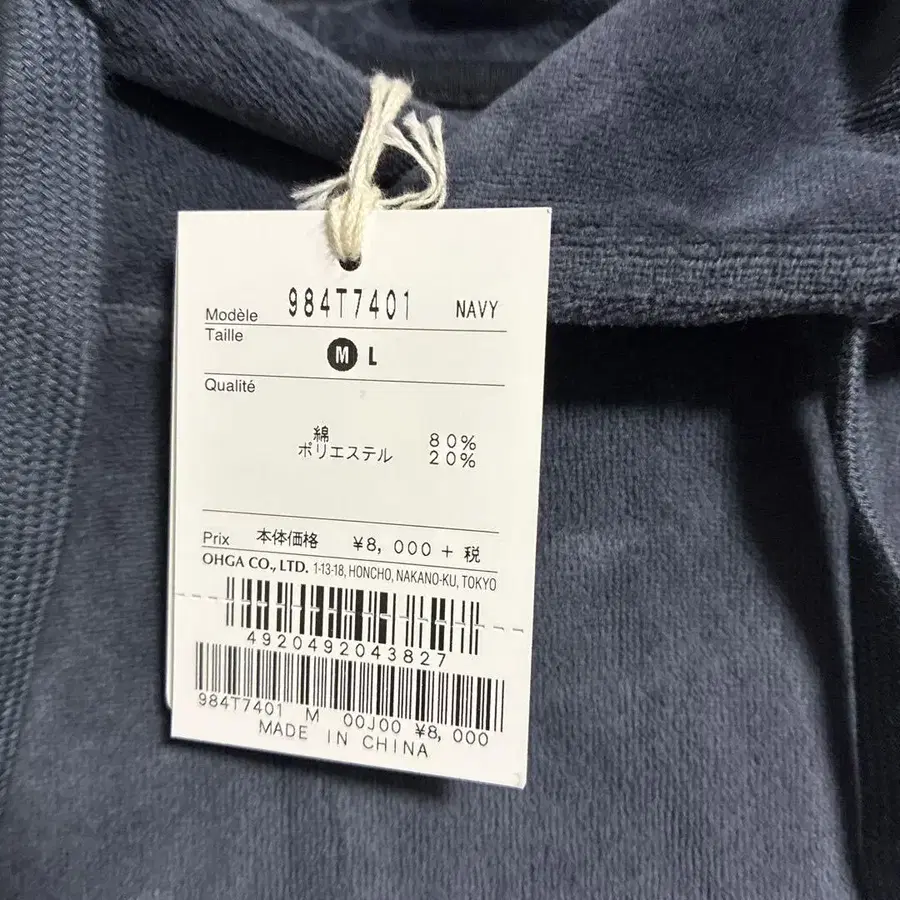 Modèle 984T7401 NAVY
Taille
M L
Qualité
綿 80%
ポリエステル 20%
Prix 本体価格 ¥8,000 + 税
OHGA CO., LTD. 1-13-18, HONCHO, NAKANO-KU, TOKYO
4920492043827
984T7401 M 00J00 ¥8,000
MADE IN CHINA